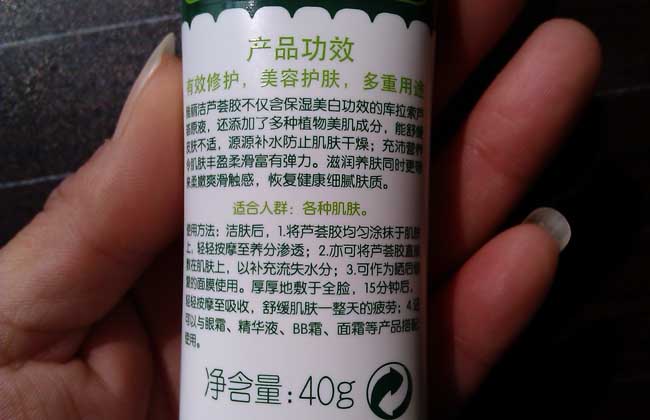 产品功效
有效修护，美容护肤，多重用途
丽洁芦荟胶不仅含保湿美白功效的库拉索芦
荟原液，还添加了多种植物美肌成分，能舒缓
皮肤不适，源源补水防止肌肤干燥；充沛营养
令肌肤丰盈柔滑富有弹力。滋润养肤同时更带
来柔嫩爽滑触感，恢复健康细腻肤质。
适合人群：各种肌肤。
使用方法：洁肤后，1.将芦荟胶均匀涂抹于肌肤
上，轻轻按摩至养分渗透；2.亦可将芦荟胶直接
在肌肤上，以补充流失水分；3.可作为晒后修
的面膜使用。厚厚地敷于全脸，15分钟后，
轻轻按摩至吸收，舒缓肌肤一整天的疲劳；4.还
可以与眼霜、精华液、BB霜、面霜等产品搭配
使用。
净含量：40g